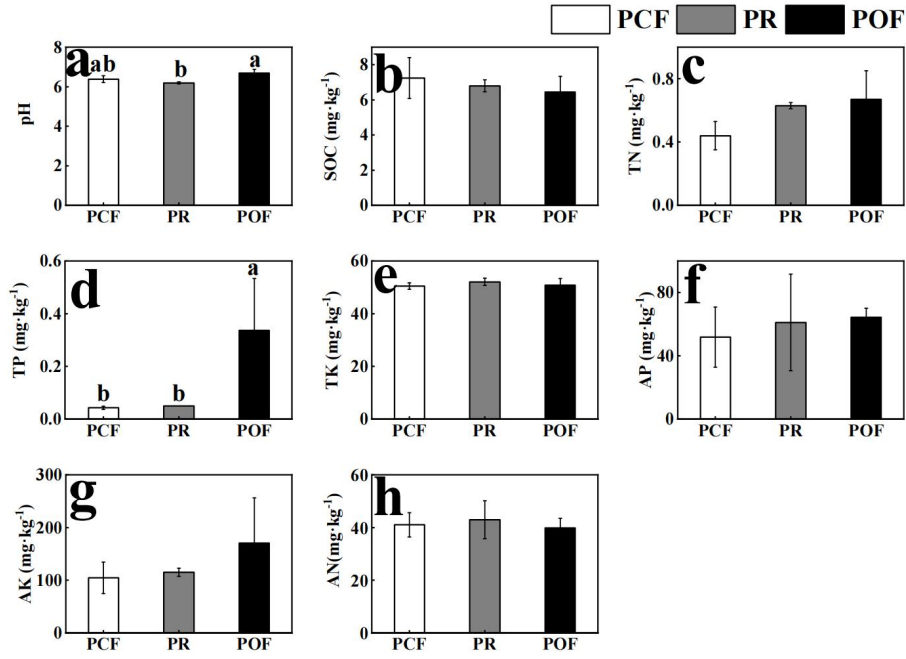 PCF PR POF
a
8
6
4
2
0
pH
ab b a
PCF PR POF
b
8
6
4
2
0
SOC (mg·kg⁻¹)
PCF PR POF
c
0.8
0.4
0.0
TN (mg·kg⁻¹)
PCF PR POF
d
0.6
0.4
0.2
0.0
TP (mg·kg⁻¹)
b b a
PCF PR POF
e
60
40
20
0
TK (mg·kg⁻¹)
PCF PR POF
f
80
40
0
AP (mg·kg⁻¹)
PCF PR POF
g
300
200
100
0
AK (mg·kg⁻¹)
PCF PR POF
h
60
40
20
0
AN(mg·kg⁻¹)
PCF PR POF